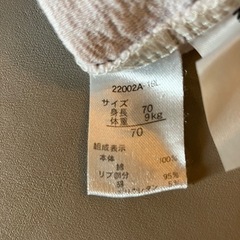 22002A
サイズ 70
身長 70
体重 9kg
70
組成表示
本体
綿 100%
リブ部分
綿 95%